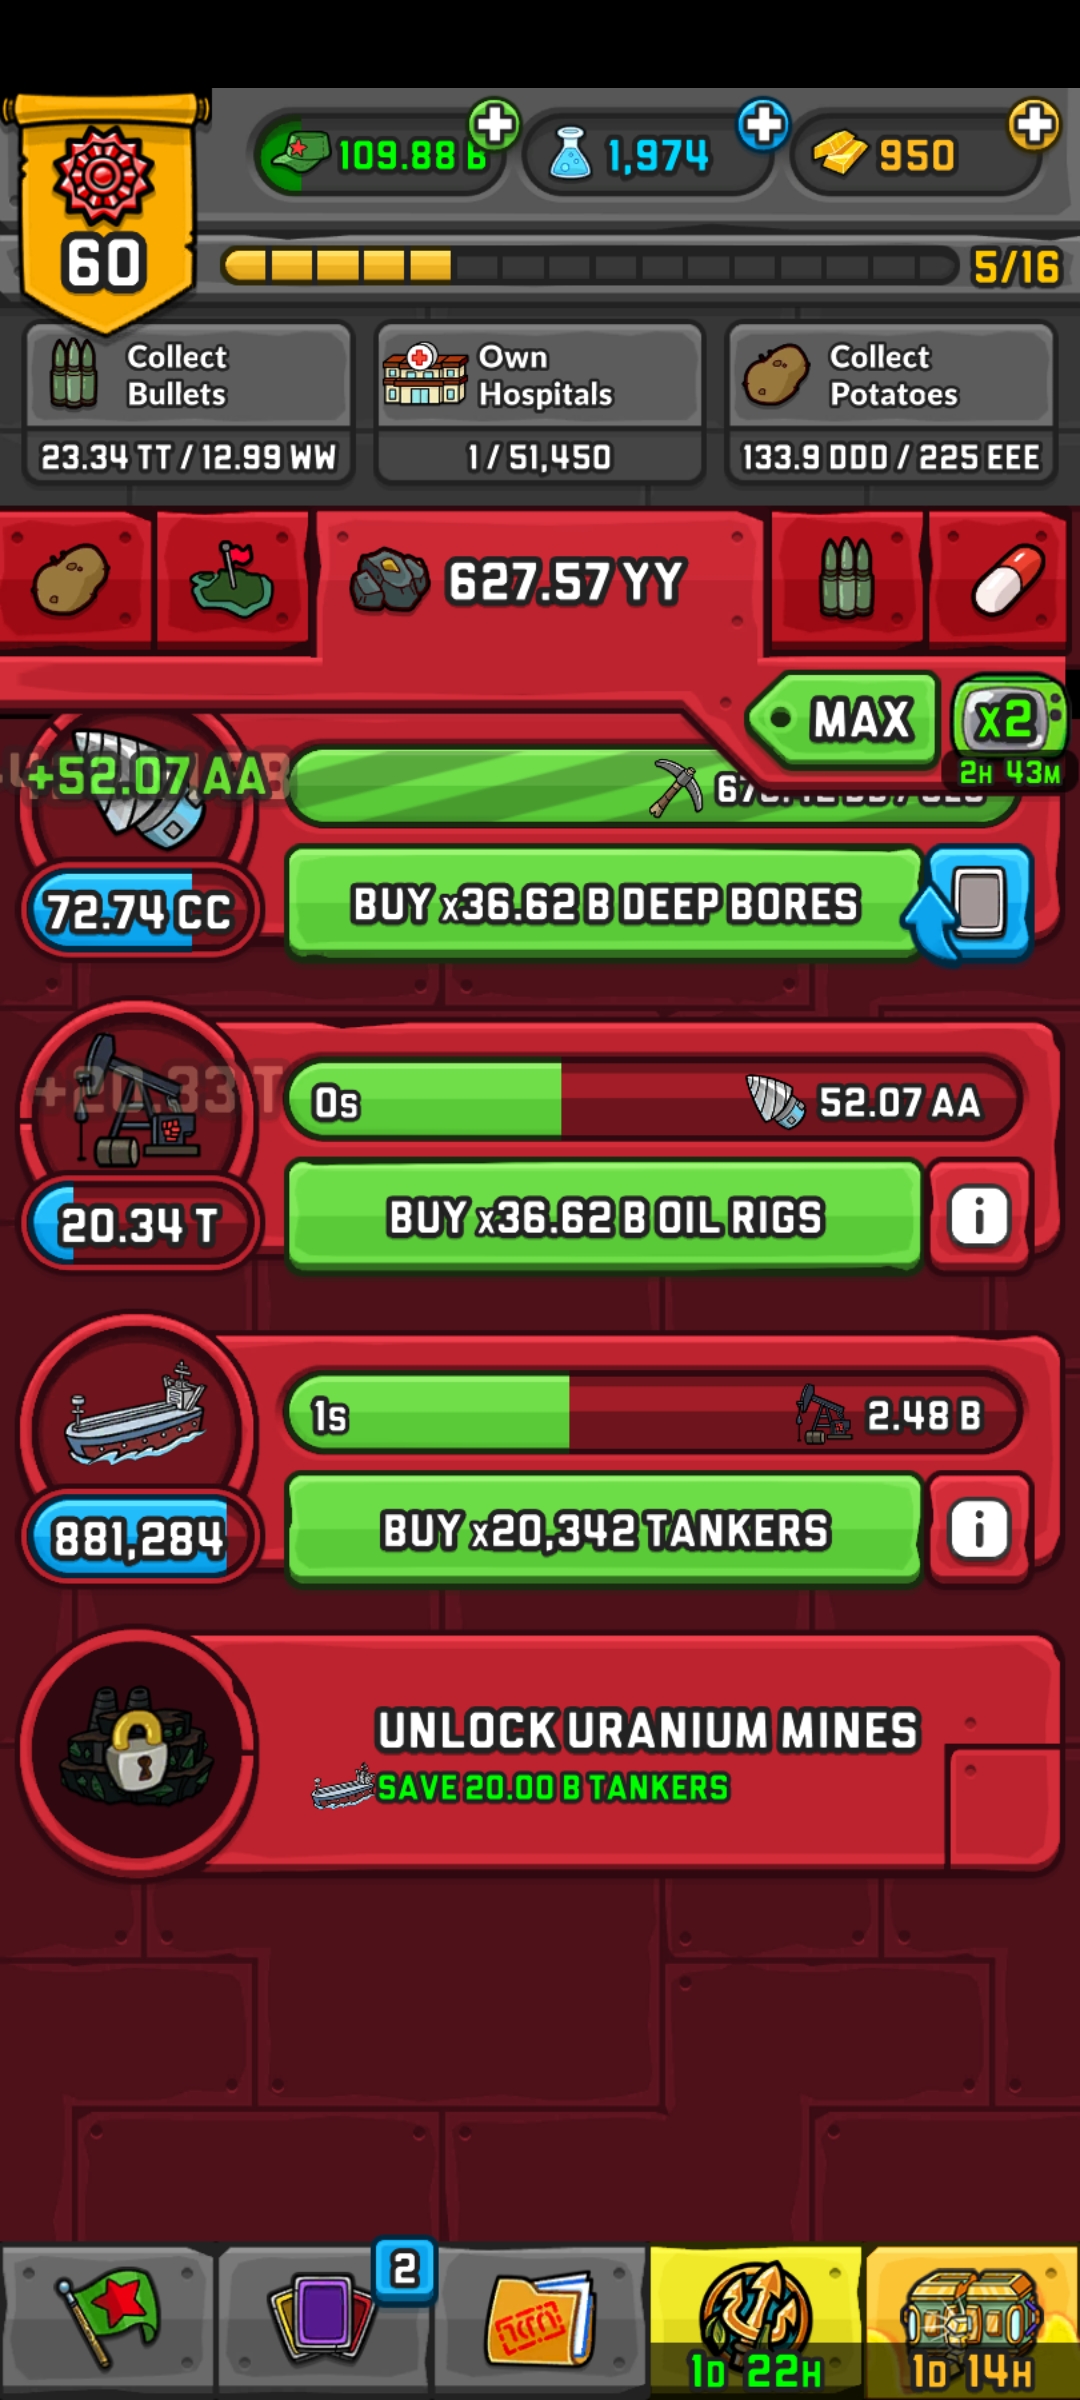 109.88 B
1,974
950
60
5/16
Collect
Bullets
Own
Hospitals
Collect
Potatoes
23.34 TT / 12.99 WW
1 / 51,450
133.9 DDD / 225 EEE
627.57 YY
MAX
x2
2H 43M
+52.07 AA
72.74 CC
BUY x36.62 B DEEP BORES
+20.33 T
0s
52.07 AA
20.34 T
BUY x36.62 B OIL RIGS
i
1s
2.48 B
881,284
BUY x20,342 TANKERS
i
UNLOCK URANIUM MINES
SAVE 20.00 B TANKERS
2
1D 22H
1D 14H